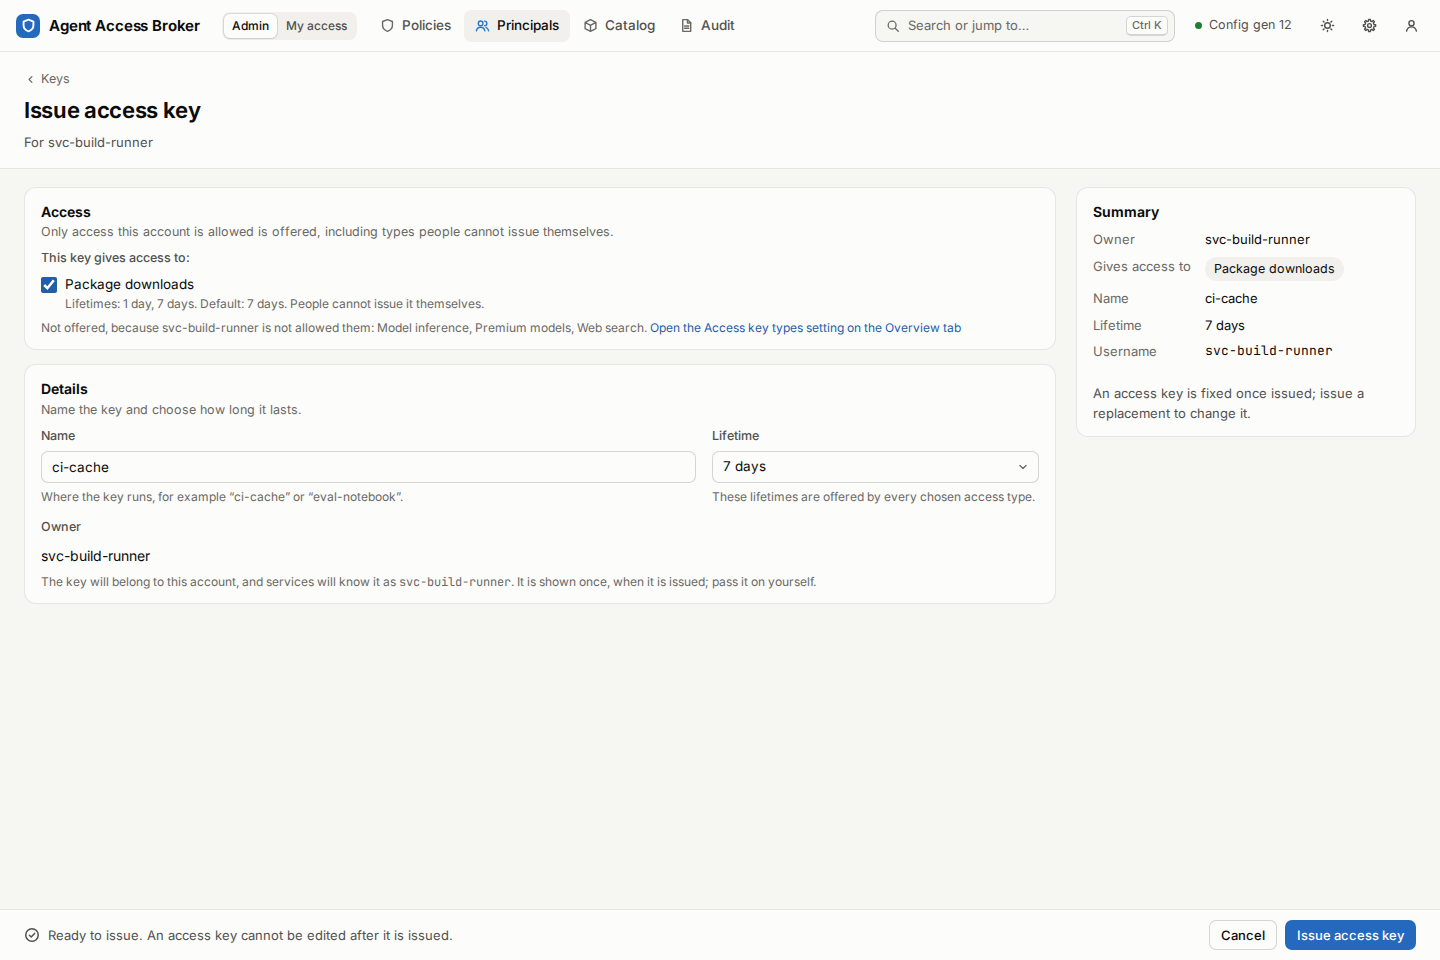 Agent Access Broker
Admin
My access
Policies
Principals
Catalog
Audit
Search or jump to...
Ctrl K
Config gen 12
Keys
Issue access key
For svc-build-runner
Access
Only access this account is allowed is offered, including types people cannot issue themselves.
This key gives access to:
Package downloads
Lifetimes: 1 day, 7 days. Default: 7 days. People cannot issue it themselves.
Not offered, because svc-build-runner is not allowed them: Model inference, Premium models, Web search. Open the Access key types setting on the Overview tab
Details
Name the key and choose how long it lasts.
Name
ci-cache
Where the key runs, for example “ci-cache” or “eval-notebook”.
Lifetime
7 days
These lifetimes are offered by every chosen access type.
Owner
svc-build-runner
The key will belong to this account, and services will know it as svc-build-runner. It is shown once, when it is issued; pass it on yourself.
Summary
Owner svc-build-runner
Gives access to Package downloads
Name ci-cache
Lifetime 7 days
Username svc-build-runner
An access key is fixed once issued; issue a
replacement to change it.
Ready to issue. An access key cannot be edited after it is issued.
Cancel
Issue access key